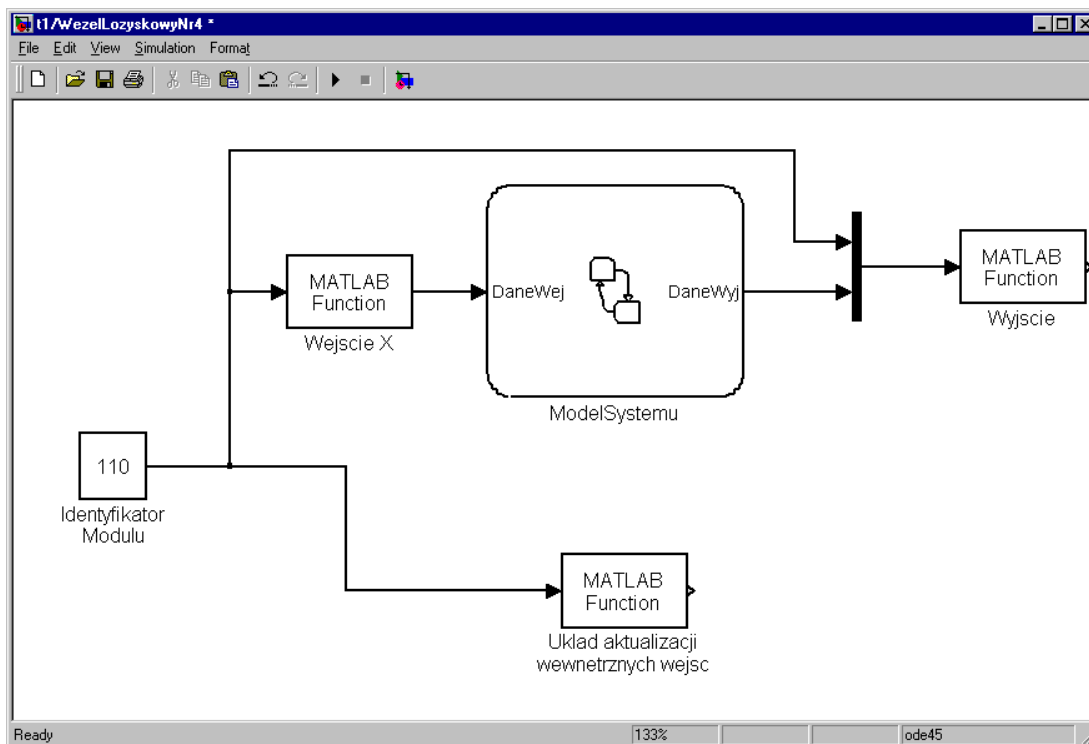 t1/WezelLozyskowyNr4 *
File Edit View Simulation Format
MATLAB
Function
Wejscie X
DaneWej
DaneWyj
ModelSystemu
MATLAB
Function
Wyjscie
110
Identyfikator
Modulu
MATLAB
Function
Uklad aktualizacji
wewnetrznych wejsc
Ready
133%
ode45